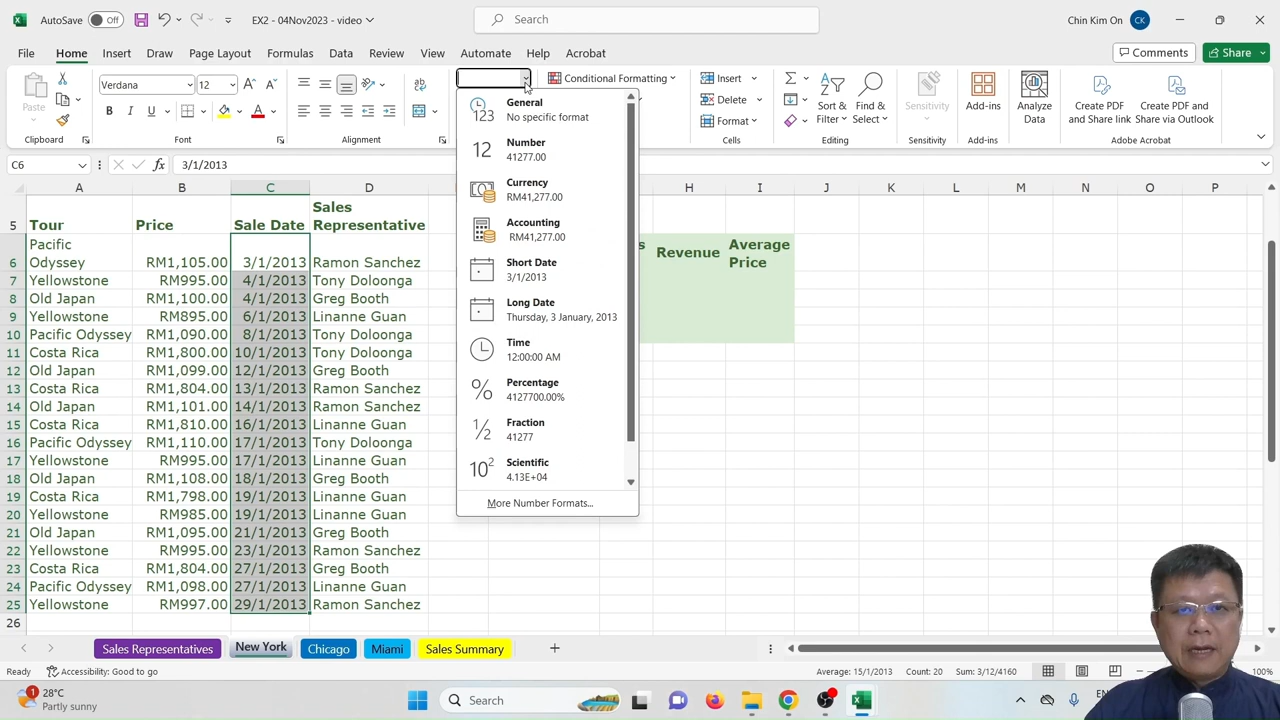 AutoSave Off EX2 - 04Nov2023 - video Search Chin Kim On CK
File Home Insert Draw Page Layout Formulas Data Review View Automate Help Acrobat Comments Share
Paste Verdana 12 Conditional Formatting Insert Delete Format Sort & Filter Find & Select Sensitivity Add-ins Analyze Data Create PDF and Share link Create PDF and Share via Outlook
Clipboard Font Cells Editing Sensitivity Add-ins Adobe Acrobat
C6 fx 3/1/2013
A B C D H I J K L M N O P
5 Tour Price Sale Date Sales Representative
Revenue Average Price
6 Pacific Odyssey RM1,105.00 3/1/2013 Ramon Sanchez
7 Yellowstone RM995.00 4/1/2013 Tony Doloonga
8 Old Japan RM1,100.00 4/1/2013 Greg Booth
9 Yellowstone RM895.00 6/1/2013 Linanne Guan
10 Pacific Odyssey RM1,090.00 8/1/2013 Tony Doloonga
11 Costa Rica RM1,800.00 10/1/2013 Tony Doloonga
12 Old Japan RM1,099.00 12/1/2013 Greg Booth
13 Costa Rica RM1,804.00 13/1/2013 Ramon Sanchez
14 Old Japan RM1,101.00 14/1/2013 Ramon Sanchez
15 Costa Rica RM1,810.00 16/1/2013 Linanne Guan
16 Pacific Odyssey RM1,110.00 17/1/2013 Tony Doloonga
17 Yellowstone RM995.00 17/1/2013 Linanne Guan
18 Old Japan RM1,108.00 18/1/2013 Greg Booth
19 Costa Rica RM1,798.00 19/1/2013 Linanne Guan
20 Yellowstone RM985.00 19/1/2013 Linanne Guan
21 Old Japan RM1,095.00 21/1/2013 Greg Booth
22 Yellowstone RM995.00 23/1/2013 Ramon Sanchez
23 Costa Rica RM1,804.00 27/1/2013 Greg Booth
24 Pacific Odyssey RM1,098.00 27/1/2013 Linanne Guan
25 Yellowstone RM997.00 29/1/2013 Ramon Sanchez
26
General
No specific format
Number
41277.00
Currency
RM41,277.00
Accounting
RM41,277.00
Short Date
3/1/2013
Long Date
Thursday, 3 January, 2013
Time
12:00:00 AM
Percentage
4127700.00%
Fraction
41277
Scientific
4.13E+04
More Number Formats...
Sales Representatives New York Chicago Miami Sales Summary
Ready Accessibility: Good to go Average: 15/1/2013 Count: 20 Sum: 3/12/4160 100%
1 28°C
Partly sunny
Search